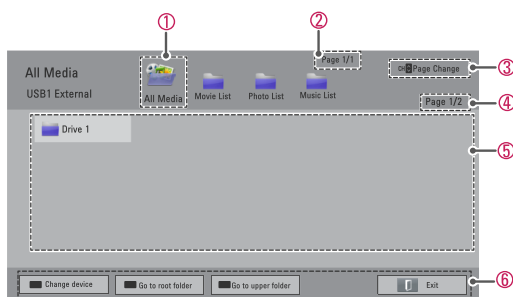 ① ② ③ ④ ⑤ ⑥
Page 1/1
CH Page Change
All Media
USB1 External
All Media
Movie List
Photo List
Music List
Page 1/2
Drive 1
Change device
Go to root folder
Go to upper folder
Exit